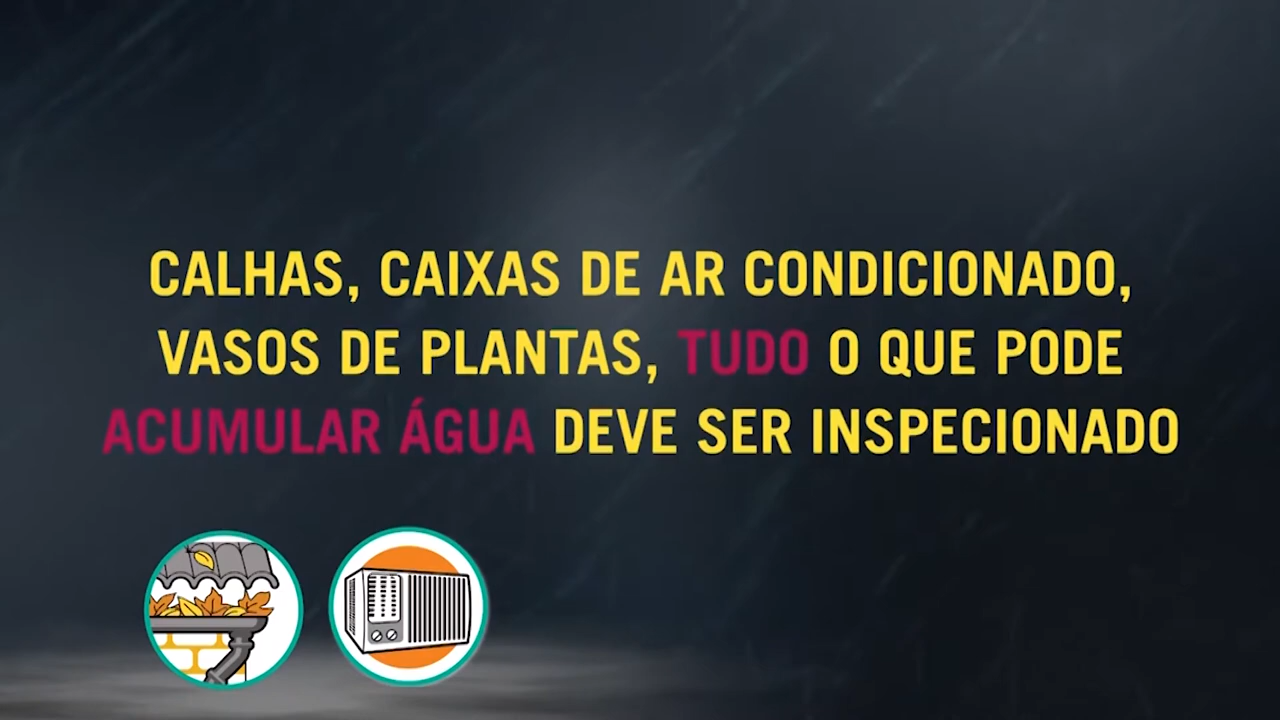 CALHAS, CAIXAS DE AR CONDICIONADO,
VASOS DE PLANTAS, TUDO O QUE PODE
ACUMULAR ÁGUA DEVE SER INSPECIONADO